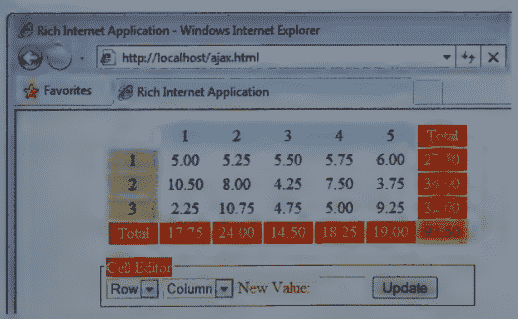 Rich Internet Application - Windows Internet Explorer
http://localhost/ajax.html
Favorites Rich Internet Application
1 2 3 4 5 Total
1 5.00 5.25 5.50 5.75 6.00
2 10.50 8.00 4.25 7.50 3.75
3 2.25 10.75 4.75 5.00 9.25
Total 17.75 24.00 14.50 18.25 19.00
Cell Editor
Row Column New Value: Update